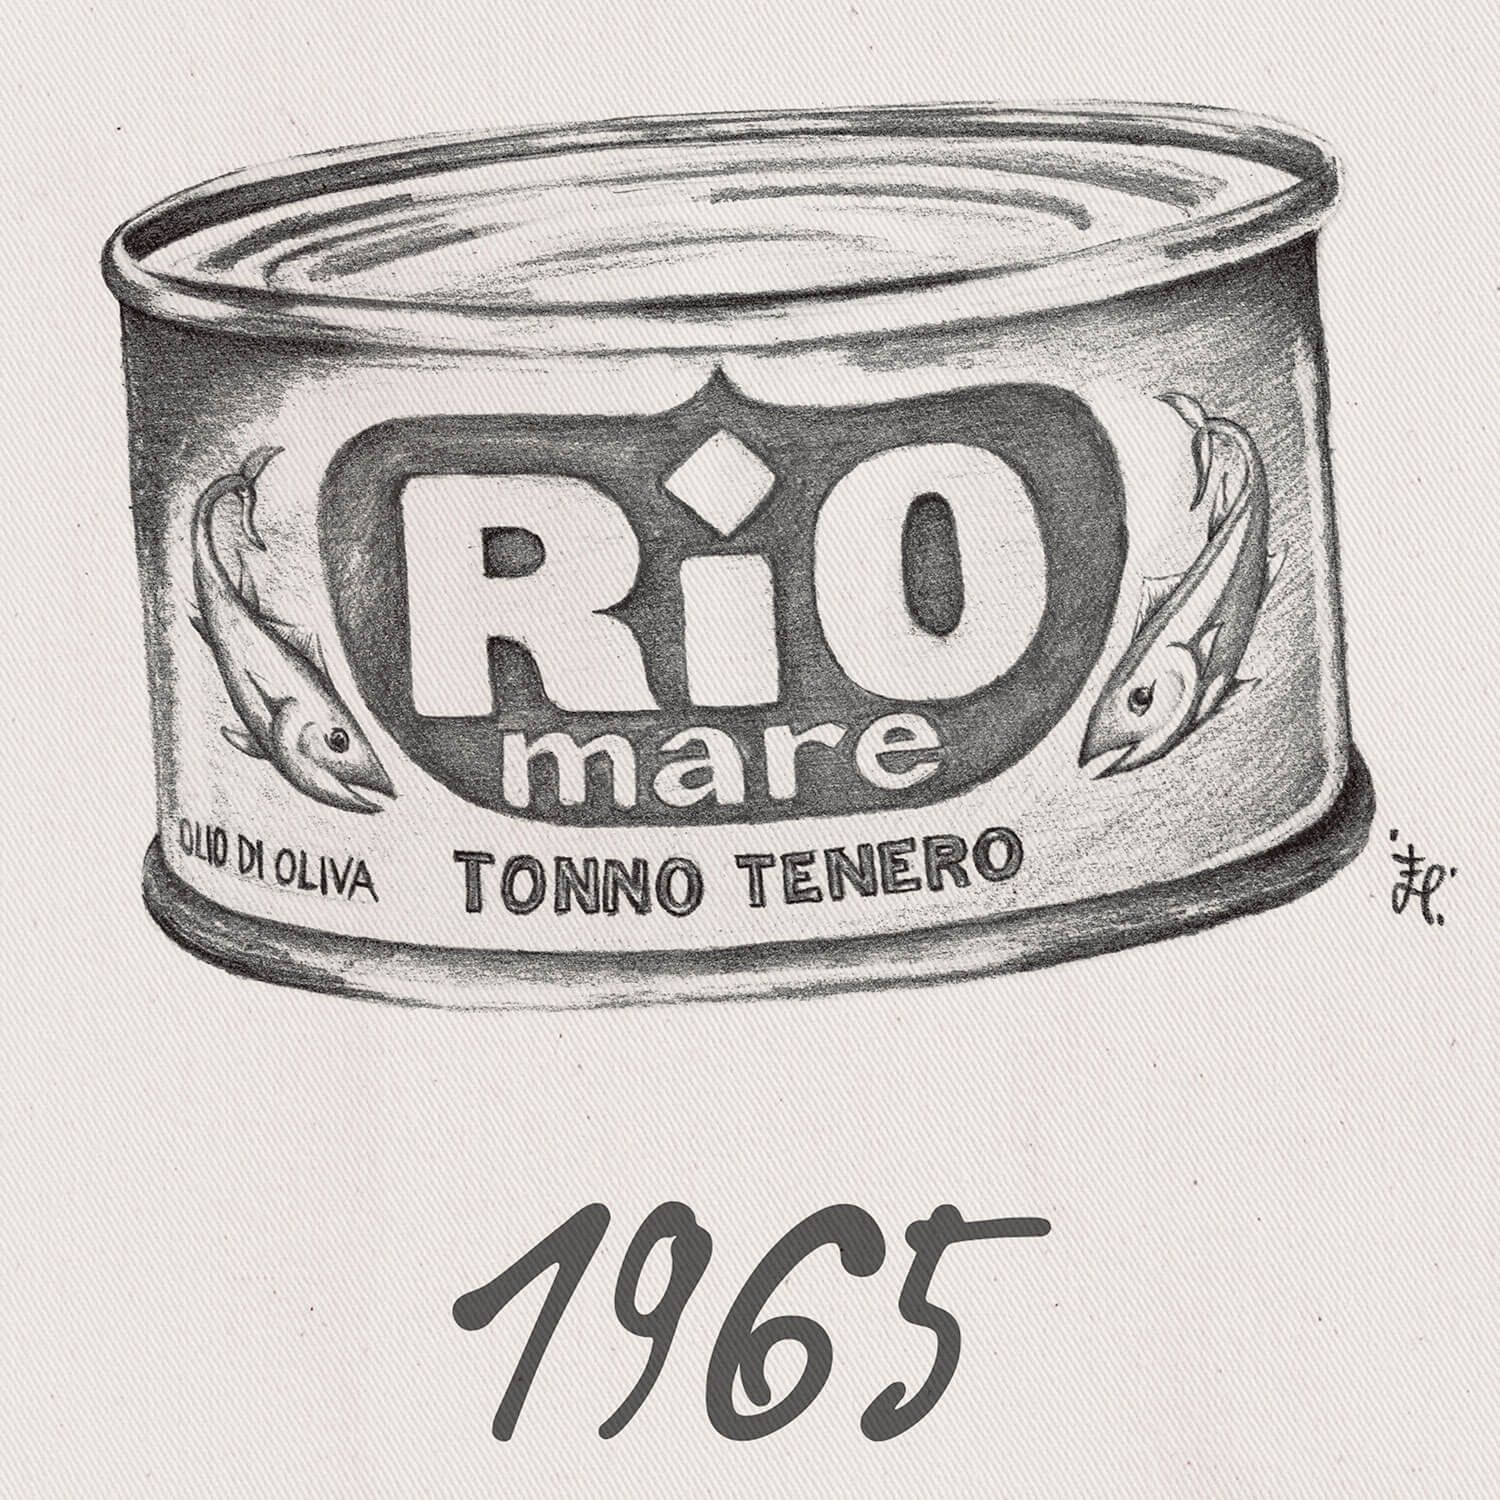 RiO
mare
OLIO DI OLIVA
TONNO TENERO
1965